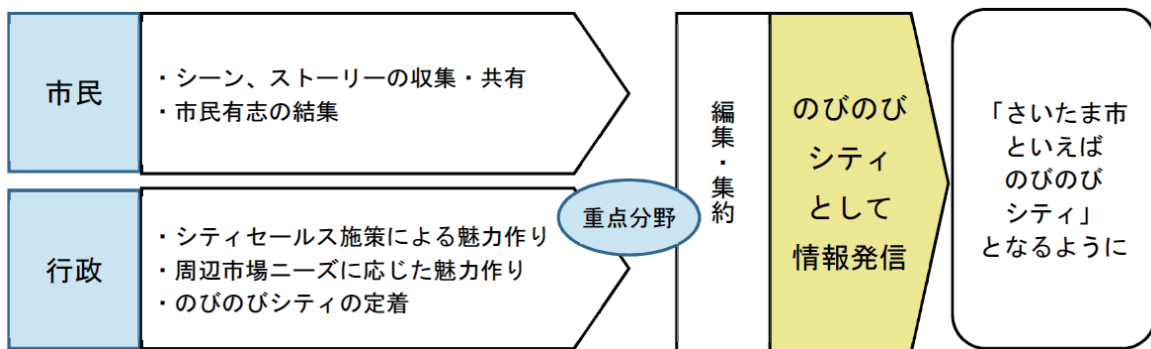 市民
・シーン、ストーリーの収集・共有
・市民有志の結集
行政
・シティセールス施策による魅力作り
・周辺市場ニーズに応じた魅力作り
・のびのびシティの定着
重点分野
編集・集約
のびのび
シティ
として
情報発信
「さいたま市
といえば
のびのび
シティ」
となるように